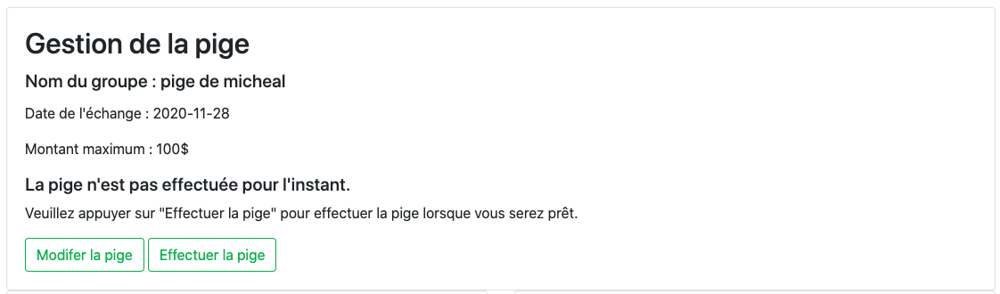 Gestion de la pige
Nom du groupe : pige de micheal
Date de l'échange : 2020-11-28
Montant maximum : 100$
La pige n'est pas effectuée pour l'instant.
Veuillez appuyer sur "Effectuer la pige" pour effectuer la pige lorsque vous serez prêt.
Modifer la pige
Effectuer la pige